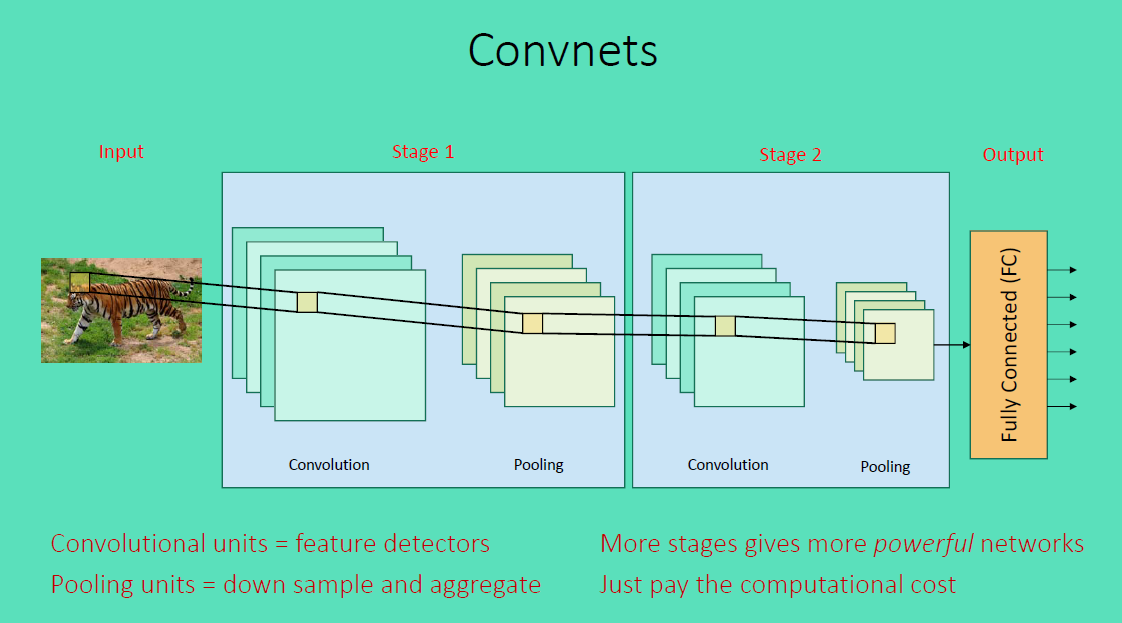 Convnets
Input
Stage 1
Stage 2
Output
Fully Connected (FC)
Convolution
Pooling
Convolution
Pooling
Convolutional units = feature detectors
Pooling units = down sample and aggregate
More stages gives more powerful networks
Just pay the computational cost